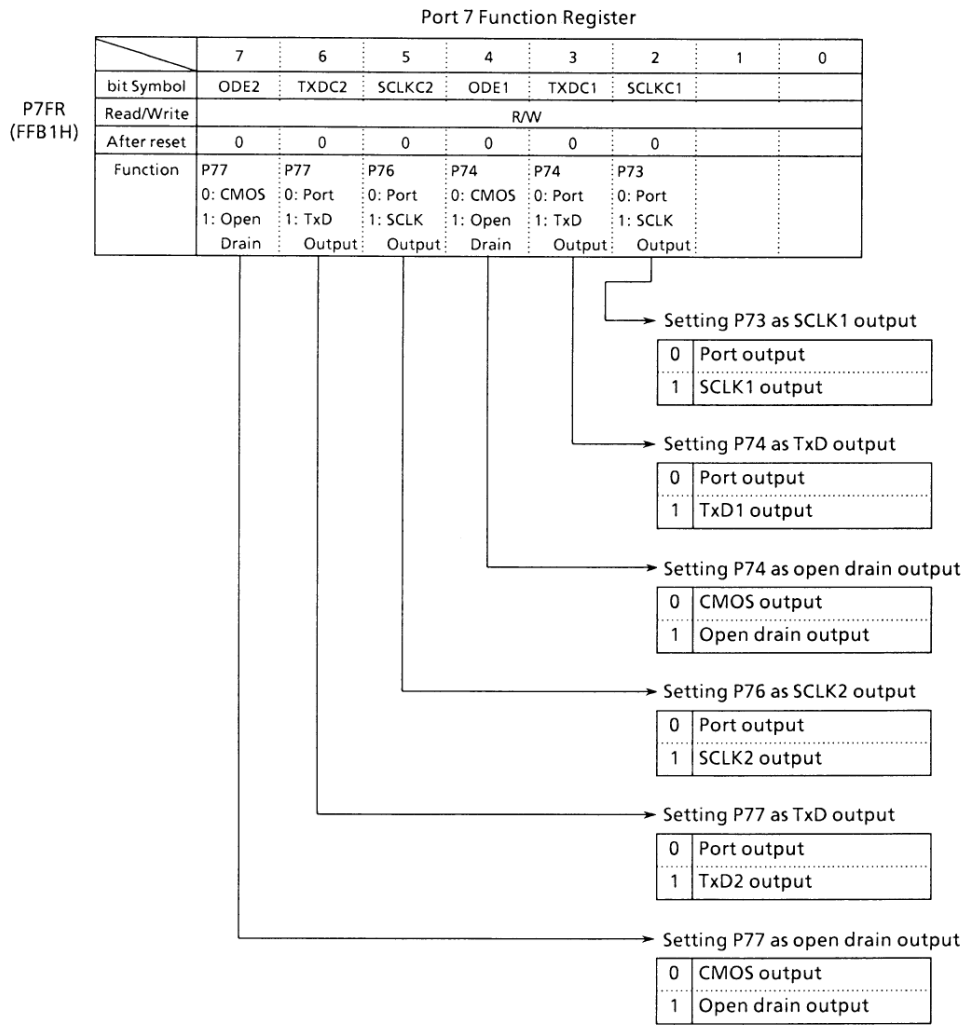 Port 7 Function Register
7 6 5 4 3 2 1 0
bit Symbol ODE2 TXDC2 SCLKC2 ODE1 TXDC1 SCLKC1
P7FR
(FFB1H)
Read/Write R/W
After reset 0 0 0 0 0 0
Function P77 P77 P76 P74 P74 P73
0: CMOS 0: Port 0: Port 0: CMOS 0: Port 0: Port
1: Open 1: TxD 1: SCLK 1: Open 1: TxD 1: SCLK
Drain Output Output Drain Output Output
Setting P73 as SCLK1 output
0 Port output
1 SCLK1 output
Setting P74 as TxD output
0 Port output
1 TxD1 output
Setting P74 as open drain output
0 CMOS output
1 Open drain output
Setting P76 as SCLK2 output
0 Port output
1 SCLK2 output
Setting P77 as TxD output
0 Port output
1 TxD2 output
Setting P77 as open drain output
0 CMOS output
1 Open drain output